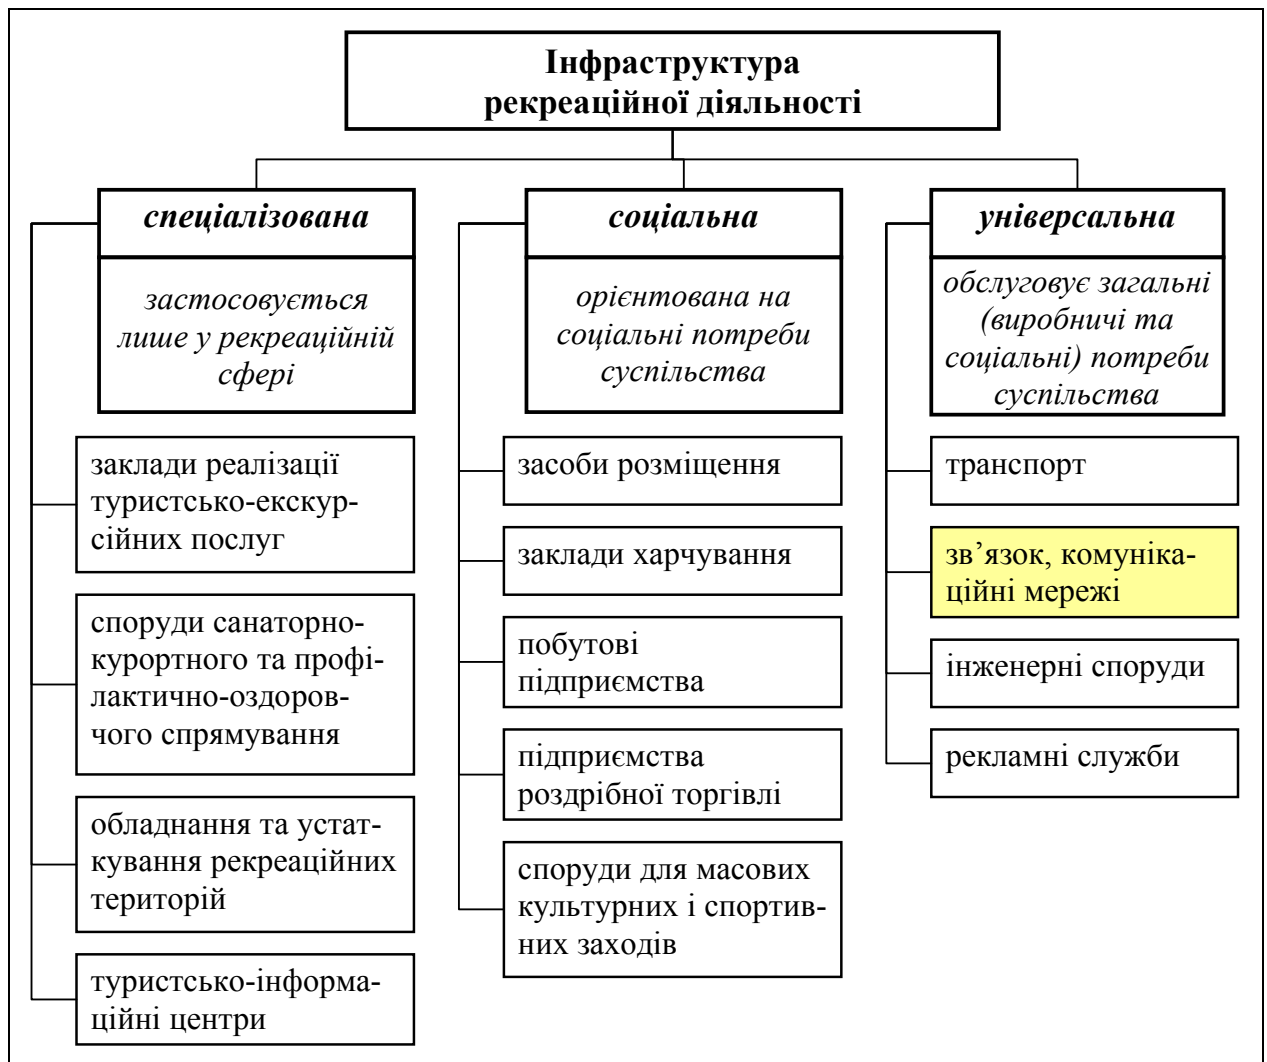 Інфраструктура
рекреаційної діяльності
спеціалізована
застосовується
лише у рекреаційній
сфері
заклади реалізації
туристсько-екскур-
сійних послуг
споруди санаторно-
курортного та профі-
лактично-оздоров-
чого спрямування
обладнання та устат-
кування рекреаційних
територій
туристсько-інформа-
ційні центри
соціальна
орієнтована на
соціальні потреби
суспільства
засоби розміщення
заклади харчування
побутові
підприємства
підприємства
роздрібної торгівлі
споруди для масових
культурних і спортив-
них заходів
універсальна
обслуговує загальні
(виробничі та
соціальні) потреби
суспільства
транспорт
зв’язок, комуніка-
ційні мережі
інженерні споруди
рекламні служби